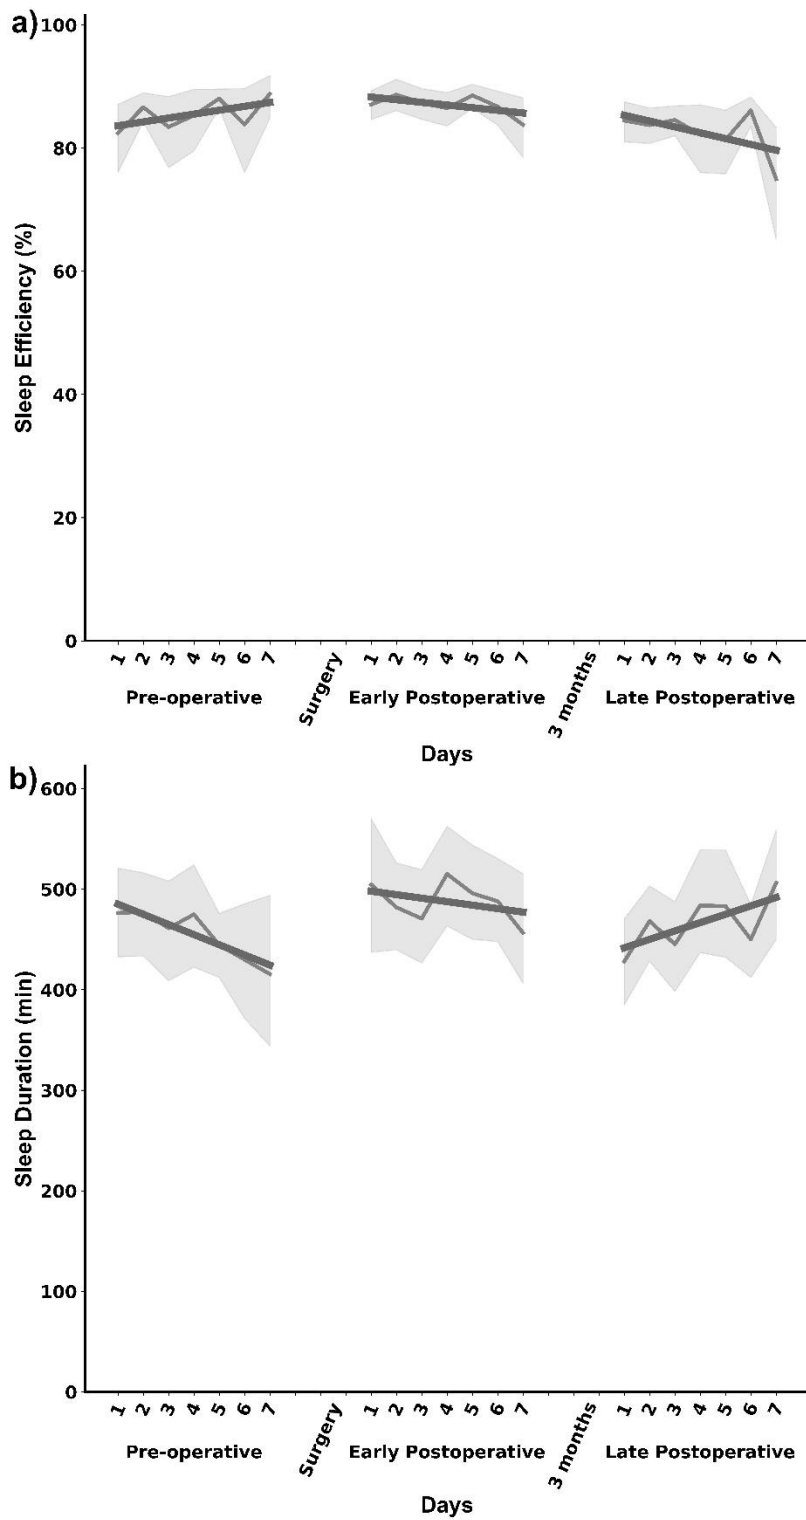 a)
100
80
60
40
20
0
Sleep Efficiency (%)
1 2 3 4 5 6 7 Surgery 1 2 3 4 5 6 7 3 months 1 2 3 4 5 6 7
Pre-operative Early Postoperative Late Postoperative
Days
b)
600
500
400
300
200
100
0
Sleep Duration (min)
1 2 3 4 5 6 7 Surgery 1 2 3 4 5 6 7 3 months 1 2 3 4 5 6 7
Pre-operative Early Postoperative Late Postoperative
Days